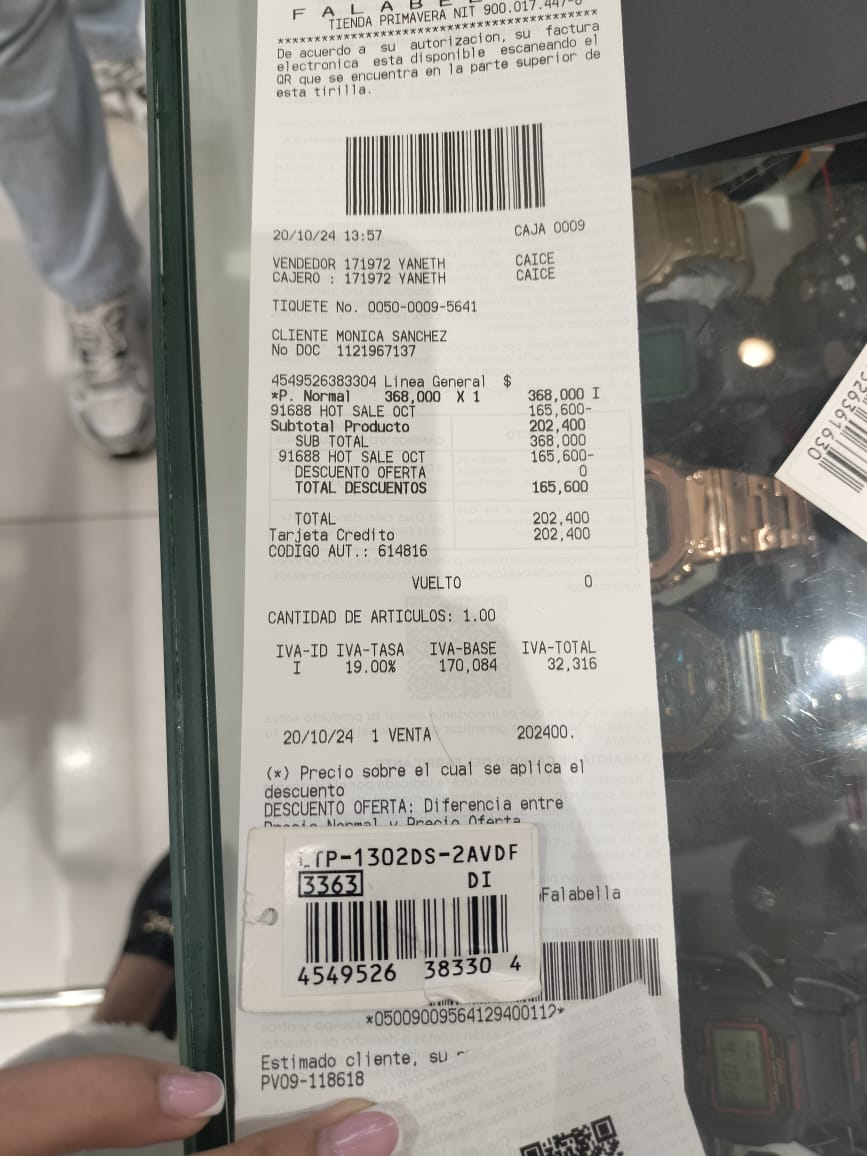 FALABE
TIENDA PRIMAVERA NIT 900.017.447-8
******************************************
De acuerdo a su autorizacion, su factura
electronica esta disponible escaneando el
QR que se encuentra en la parte superior de
esta tirilla.
20/10/24 13:57 CAJA 0009
VENDEDOR 171972 YANETH CAICE
CAJERO : 171972 YANETH CAICE
TIQUETE No. 0050-0009-5641
CLIENTE MONICA SANCHEZ
No DOC 1121967137
4549526383304 Linea General $
*P. Normal 368,000 X 1 368,000 I
91688 HOT SALE OCT 165,600-
Subtotal Producto 202,400
SUB TOTAL 368,000
91688 HOT SALE OCT 165,600-
DESCUENTO OFERTA 0
TOTAL DESCUENTOS 165,600
TOTAL 202,400
Tarjeta Credito 202,400
CODIGO AUT.: 614816
VUELTO 0
CANTIDAD DE ARTICULOS: 1.00
IVA-ID IVA-TASA IVA-BASE IVA-TOTAL
I 19.00% 170,084 32,316
20/10/24 1 VENTA 202400.
(*) Precio sobre el cual se aplica el
descuento
DESCUENTO OFERTA: Diferencia entre
Precio Normal y Precio Oferta
LTP-1302DS-2AVDF
3363 DI
Falabella
4549526 38330 4
*05009009564129400112*
Estimado cliente, su
PV09-118618